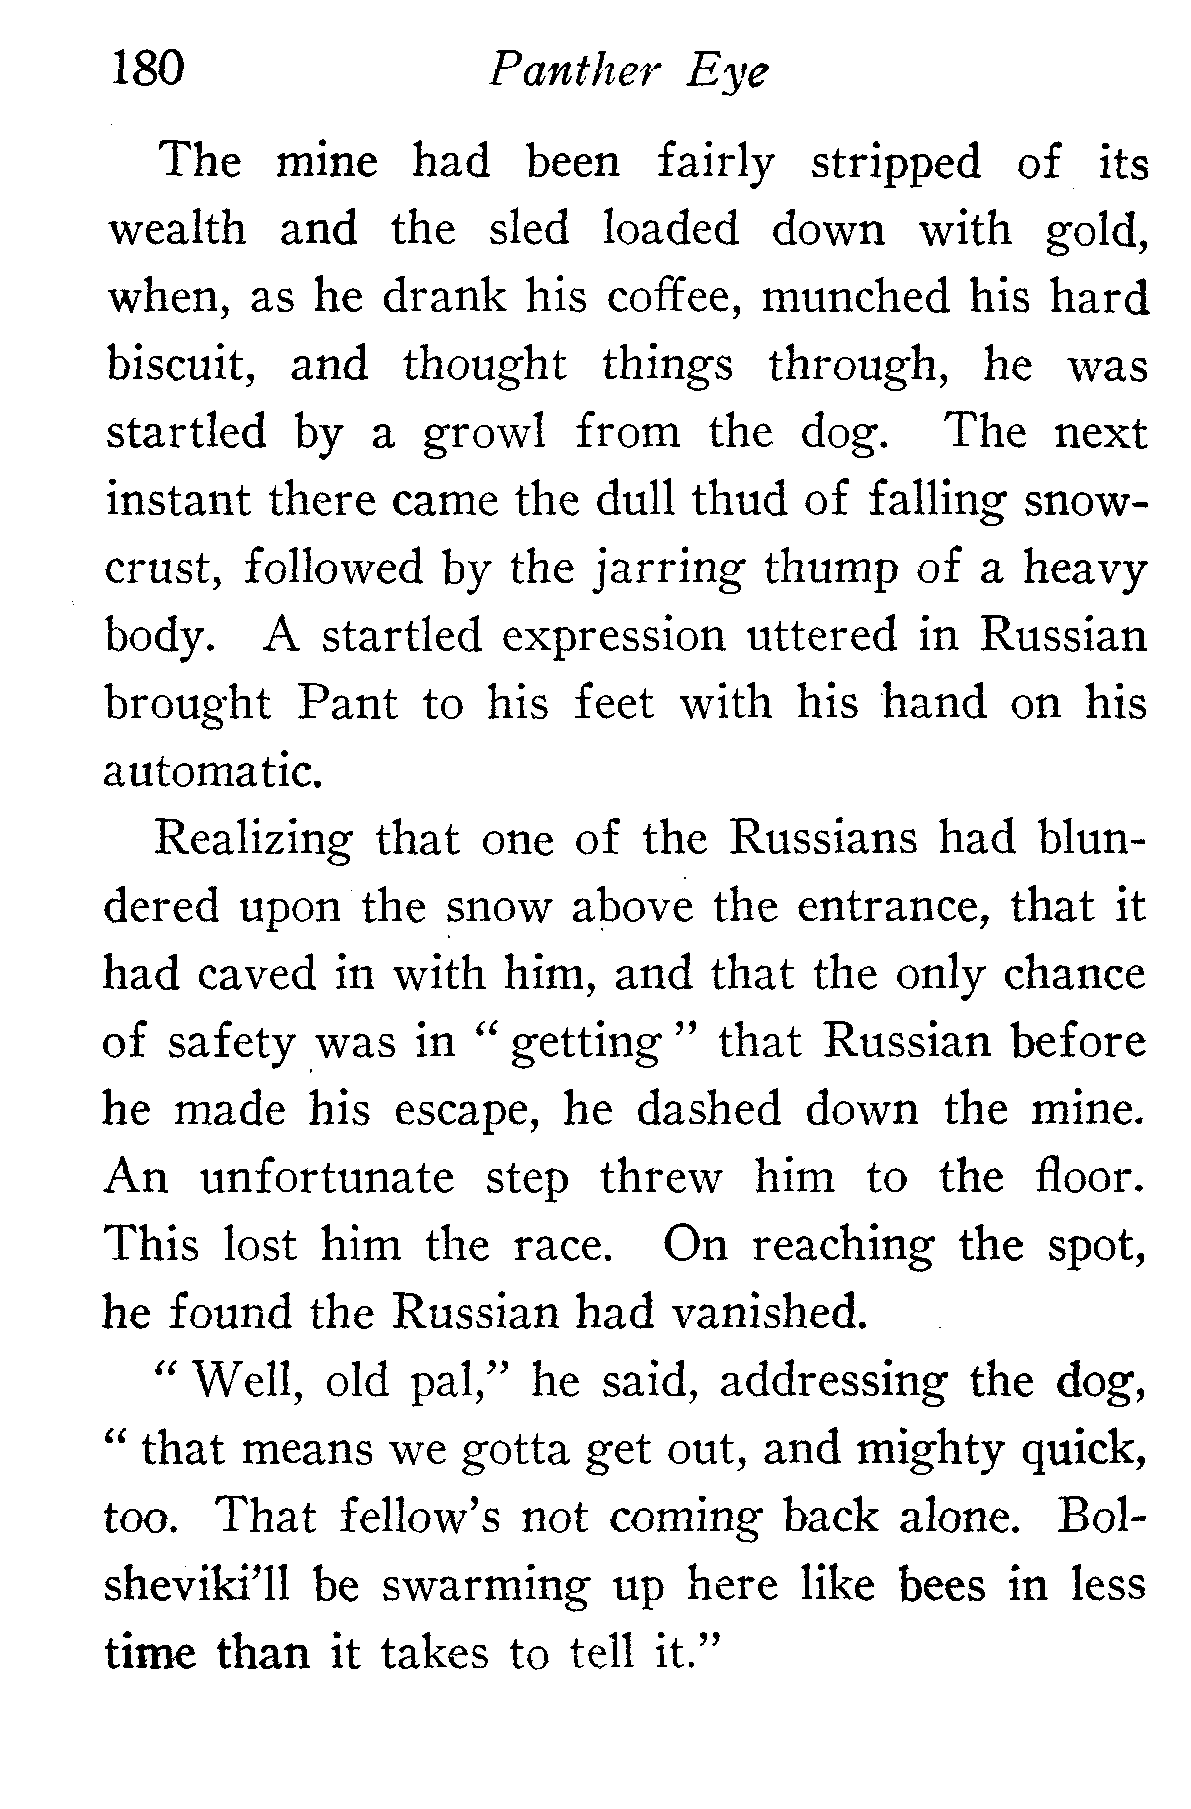 180 Panther Eye
The mine had been fairly stripped of its
wealth and the sled loaded down with gold,
when, as he drank his coffee, munched his hard
biscuit, and thought things through, he was
startled by a growl from the dog. The next
instant there came the dull thud of falling snow-
crust, followed by the jarring thump of a heavy
body. A startled expression uttered in Russian
brought Pant to his feet with his hand on his
automatic.
Realizing that one of the Russians had blun-
dered upon the snow above the entrance, that it
had caved in with him, and that the only chance
of safety was in “ getting ” that Russian before
he made his escape, he dashed down the mine.
An unfortunate step threw him to the floor.
This lost him the race. On reaching the spot,
he found the Russian had vanished.
“ Well, old pal,” he said, addressing the dog,
“ that means we gotta get out, and mighty quick,
too. That fellow’s not coming back alone. Bol-
sheviki’ll be swarming up here like bees in less
time than it takes to tell it.”